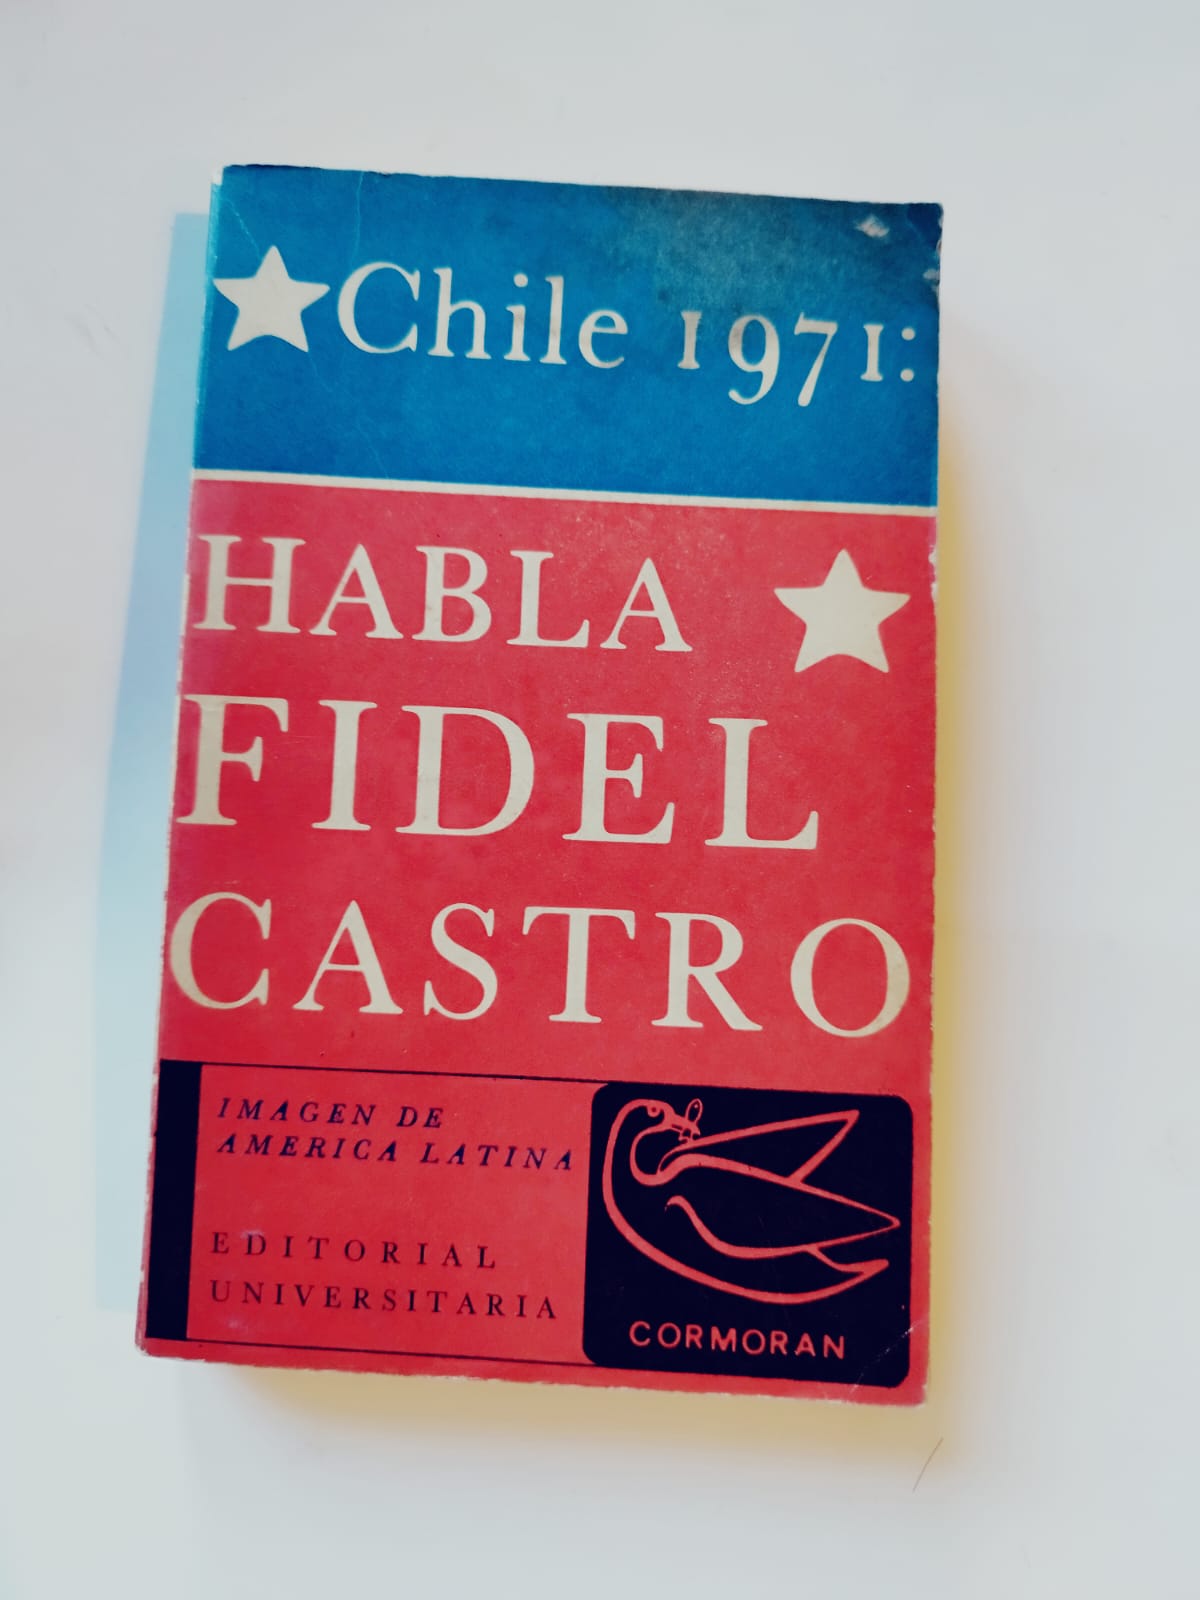 Chile 1971:
HABLA
FIDEL
CASTRO
IMAGEN DE
AMERICA LATINA
EDITORIAL
UNIVERSITARIA
CORMORAN